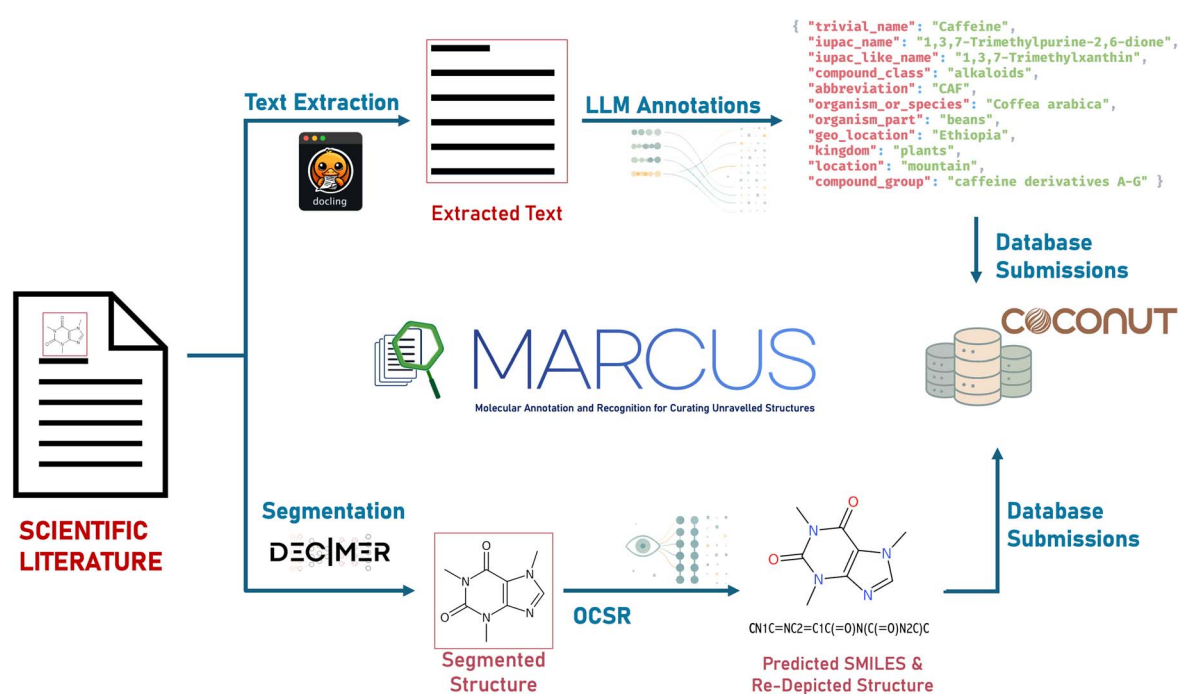 { "trivial_name": "Caffeine",
"iupac_name": "1,3,7-Trimethylpurine-2,6-dione",
"iupac_like_name": "1,3,7-Trimethylxanthin",
"compound_class": "alkaloids",
"abbreviation": "CAF",
"organism_or_species": "Coffea arabica",
"organism_part": "beans",
"geo_location": "Ethiopia",
"kingdom": "plants",
"location": "mountain",
"compound_group": "caffeine derivatives A-G" }
Text Extraction
docling
Extracted Text
LLM Annotations
Database
Submissions
COCONUT
MARCUS
Molecular Annotation and Recognition for Curating Unravelled Structures
SCIENTIFIC
LITERATURE
Segmentation
DECIMER
O
N
N
O
N
N
Segmented
Structure
OCSR
O
N
N
O
N
N
CN1C=NC2=C1C(=O)N(C(=O)N2C)C
Predicted SMILES &
Re-Depicted Structure
Database
Submissions